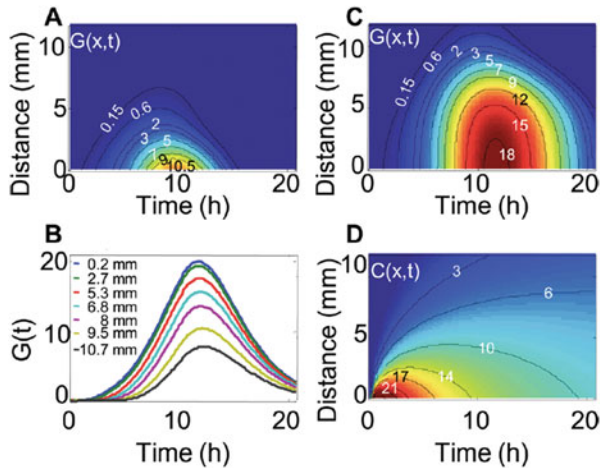 A
G(x,t)
Distance (mm)
10
5
0
0.15
0.6
2
3
5
7
9
10.5
0
10
20
Time (h)
C
G(x,t)
Distance (mm)
10
5
0
0.15
0.6
2
3
5
7
9
12
15
18
0
10
20
Time (h)
B
G(t)
20
10
0
0.2 mm
2.7 mm
5.3 mm
6.8 mm
8 mm
9.5 mm
10.7 mm
0
10
20
Time (h)
D
C(x,t)
Distance (mm)
10
5
0
3
6
10
14
17
21
0
10
20
Time (h)